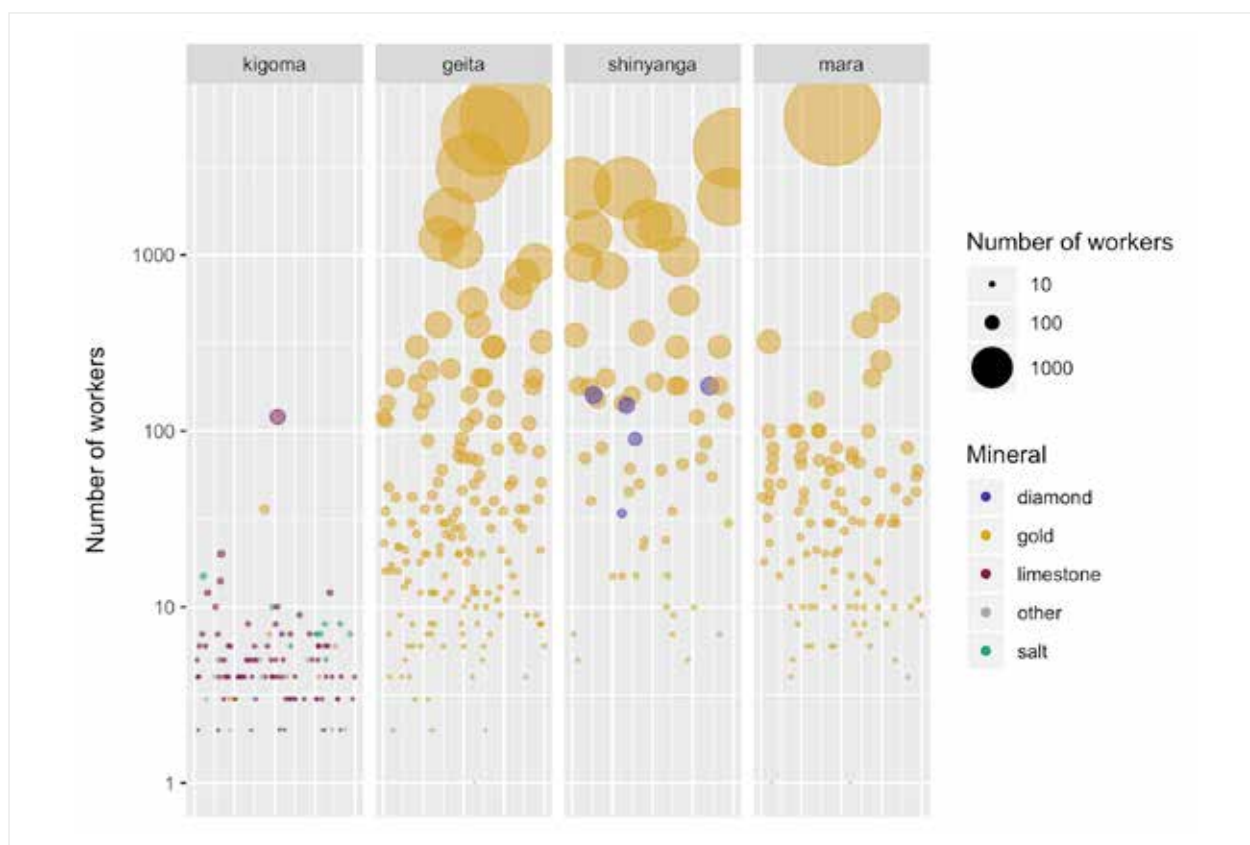 kigoma geita shinyanga mara
Number of workers
1000
100
10
1
Number of workers
10
100
1000
Mineral
diamond
gold
limestone
other
salt